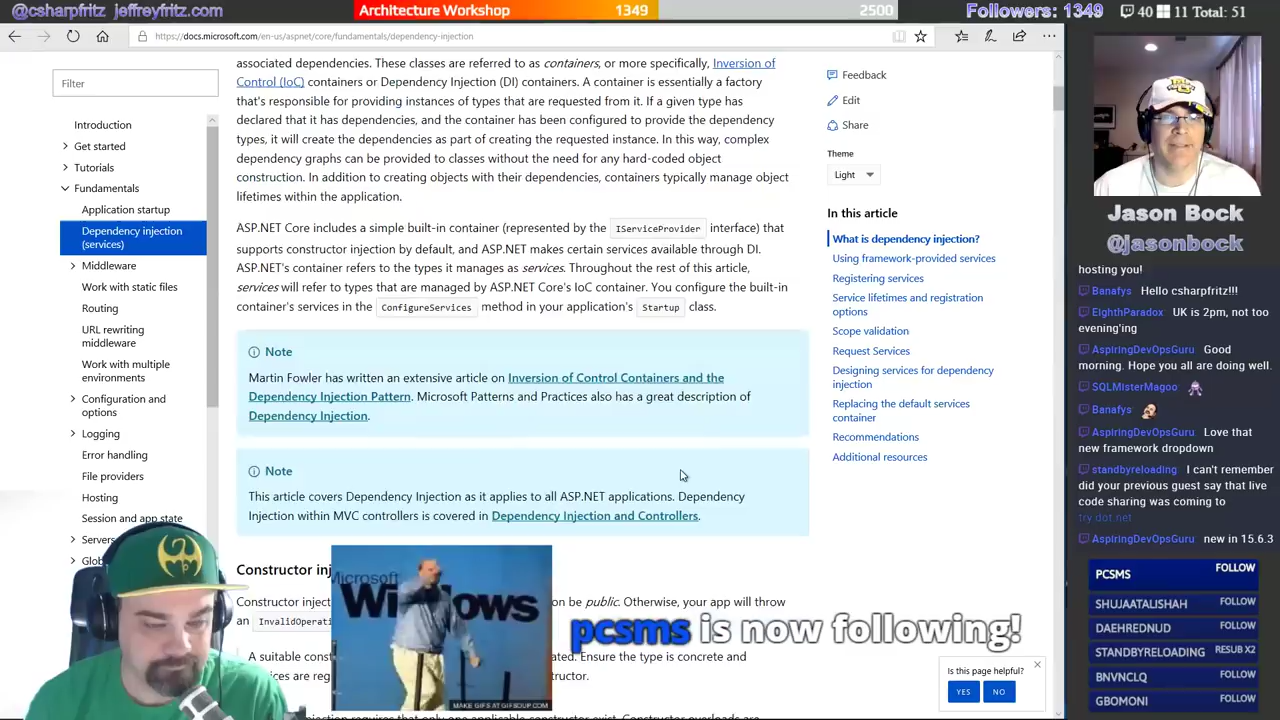 @csharpfritz jeffreyfritz.com
Architecture Workshop
1349
2500
Followers: 1349
40
11 Total: 51
https://docs.microsoft.com/en-us/aspnet/core/fundamentals/dependency-injection
Filter
Introduction
Get started
Tutorials
Fundamentals
Application startup
Dependency injection
(services)
Middleware
Work with static files
Routing
URL rewriting
middleware
Work with multiple
environments
Configuration and
options
Logging
Error handling
File providers
Hosting
Session and app state
Servers
associated dependencies. These classes are referred to as containers, or more specifically, Inversion of
Control (IoC) containers or Dependency Injection (DI) containers. A container is essentially a factory
that's responsible for providing instances of types that are requested from it. If a given type has
declared that it has dependencies, and the container has been configured to provide the dependency
types, it will create the dependencies as part of creating the requested instance. In this way, complex
dependency graphs can be provided to classes without the need for any hard-coded object
construction. In addition to creating objects with their dependencies, containers typically manage object
lifetimes within the application.
ASP.NET Core includes a simple built-in container (represented by the IServiceProvider interface) that
supports constructor injection by default, and ASP.NET makes certain services available through DI.
ASP.NET's container refers to the types it manages as services. Throughout the rest of this article,
services will refer to types that are managed by ASP.NET Core's IoC container. You configure the built-in
container's services in the ConfigureServices method in your application's Startup class.
Note
Martin Fowler has written an extensive article on Inversion of Control Containers and the
Dependency Injection Pattern. Microsoft Patterns and Practices also has a great description of
Dependency Injection.
Note
This article covers Dependency Injection as it applies to all ASP.NET applications. Dependency
Injection within MVC controllers is covered in Dependency Injection and Controllers.
Constructor inj
Constructor inject
on be public. Otherwise, your app will throw
an InvalidOperati
A suitable const
ated. Ensure the type is concrete and
structor.
Microsoft
Windows
MAKE GIFS AT GIFSOUP.COM
pcsms is now following!
Feedback
Edit
Share
Theme
Light
In this article
What is dependency injection?
Using framework-provided services
Registering services
Service lifetimes and registration
options
Scope validation
Request Services
Designing services for dependency
injection
Replacing the default services
container
Recommendations
Additional resources
Is this page helpful?
YES
NO
Jason Bock
@jasonbock
hosting you!
Banafys: Hello csharpfritz!!!
EighthParadox: UK is 2pm, not too
evening'ing
AspiringDevOpsGuru: Good
morning. Hope you all are doing well.
SQLMisterMagoo:
Banafys:
AspiringDevOpsGuru: Love that
new framework dropdown
standbyreloading: I can't remember
did your previous guest say that live
code sharing was coming to
try dot net
AspiringDevOpsGuru: new in 15.6.3
PCSMS FOLLOW
SHUJAATALISHAH FOLLOW
DAEHREDNUD FOLLOW
STANDBYRELOADING RESUB X2
BNVNCLQ FOLLOW
GBOMONI FOLLOW